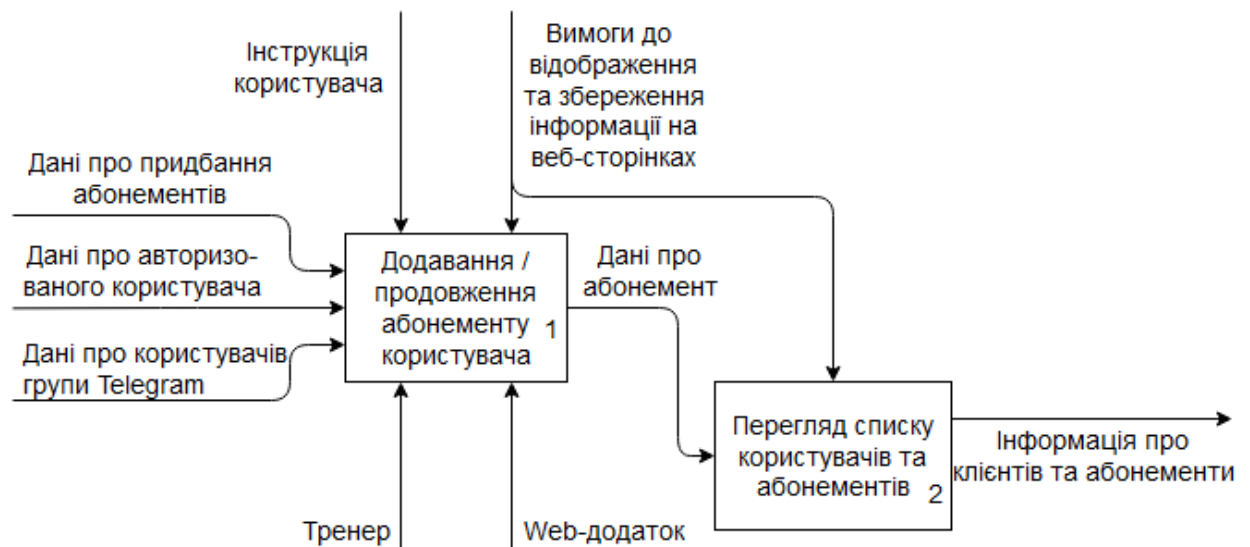 Інструкція
користувача
Вимоги до
відображення
та збереження
інформації на
веб-сторінках
Дані про придбання
абонементів
Дані про авторизо-
ваного користувача
Дані про користувачів
групи Telegram
Додавання /
продовження
абонементу
користувача
1
Дані про
абонемент
Перегляд списку
користувачів та
абонементів
2
Інформація про
клієнтів та абонементи
Тренер
Web-додаток